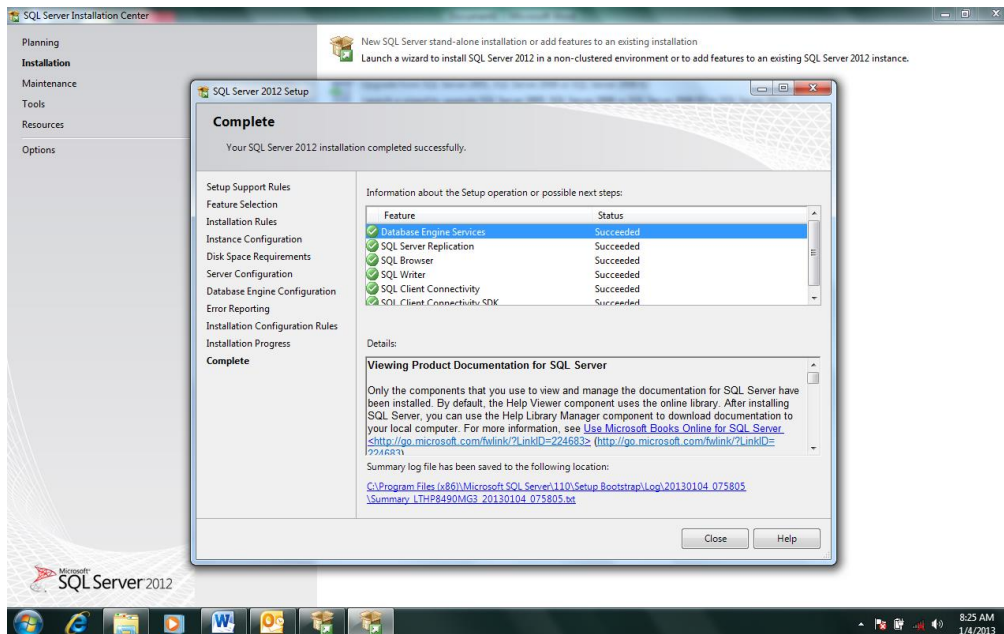 SQL Server Installation Center
Planning
Installation
Maintenance
Tools
Resources
Options
New SQL Server stand-alone installation or add features to an existing installation
Launch a wizard to install SQL Server 2012 in a non-clustered environment or to add features to an existing SQL Server 2012 instance.
SQL Server 2012 Setup
Complete
Your SQL Server 2012 installation completed successfully.
Setup Support Rules
Feature Selection
Installation Rules
Instance Configuration
Disk Space Requirements
Server Configuration
Database Engine Configuration
Error Reporting
Installation Configuration Rules
Installation Progress
Complete
Information about the Setup operation or possible next steps:
Feature Status
Database Engine Services Succeeded
SQL Server Replication Succeeded
SQL Browser Succeeded
SQL Writer Succeeded
SQL Client Connectivity Succeeded
SQL Client Connectivity SDK Succeeded
Details:
Viewing Product Documentation for SQL Server
Only the components that you use to view and manage the documentation for SQL Server have
been installed. By default, the Help Viewer component uses the online library. After installing
SQL Server, you can use the Help Library Manager component to download documentation to
your local computer. For more information, see Use Microsoft Books Online for SQL Server
<http://go.microsoft.com/fwlink/?LinkID=224683> (http://go.microsoft.com/fwlink/?LinkID=
224683)
Summary log file has been saved to the following location:
C:\Program Files (x86)\Microsoft SQL Server\110\Setup Bootstrap\Log\20130104_075805
\Summary_LTHP8490MG3_20130104_075805.txt
Close Help
Microsoft
SQL Server 2012
8:25 AM
1/4/2013